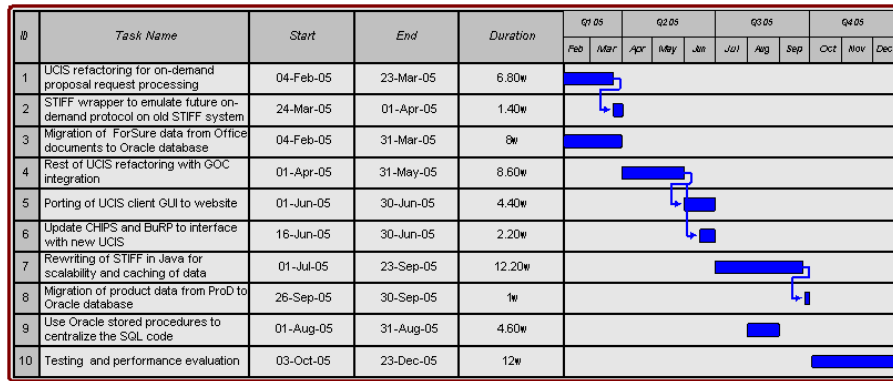 ID Task Name Start End Duration Q1 05 Q2 05 Q3 05 Q4 05
Feb Mar Apr May Jun Jul Aug Sep Oct Nov Dec
1 UCIS refactoring for on-demand
proposal request processing 04-Feb-05 23-Mar-05 6.80w
2 STIFF wrapper to emulate future on-
demand protocol on old STIFF system 24-Mar-05 01-Apr-05 1.40w
3 Migration of ForSure data from Office
documents to Oracle database 04-Feb-05 31-Mar-05 8w
4 Rest of UCIS refactoring with GOC
integration 01-Apr-05 31-May-05 8.60w
5 Porting of UCIS client GUI to website 01-Jun-05 30-Jun-05 4.40w
6 Update CHIPS and BuRP to interface
with new UCIS 16-Jun-05 30-Jun-05 2.20w
7 Rewriting of STIFF in Java for
scalability and caching of data 01-Jul-05 23-Sep-05 12.20w
8 Migration of product data from ProD to
Oracle database 26-Sep-05 30-Sep-05 1w
9 Use Oracle stored procedures to
centralize the SQL code 01-Aug-05 31-Aug-05 4.60w
10 Testing and performance evaluation 03-Oct-05 23-Dec-05 12w